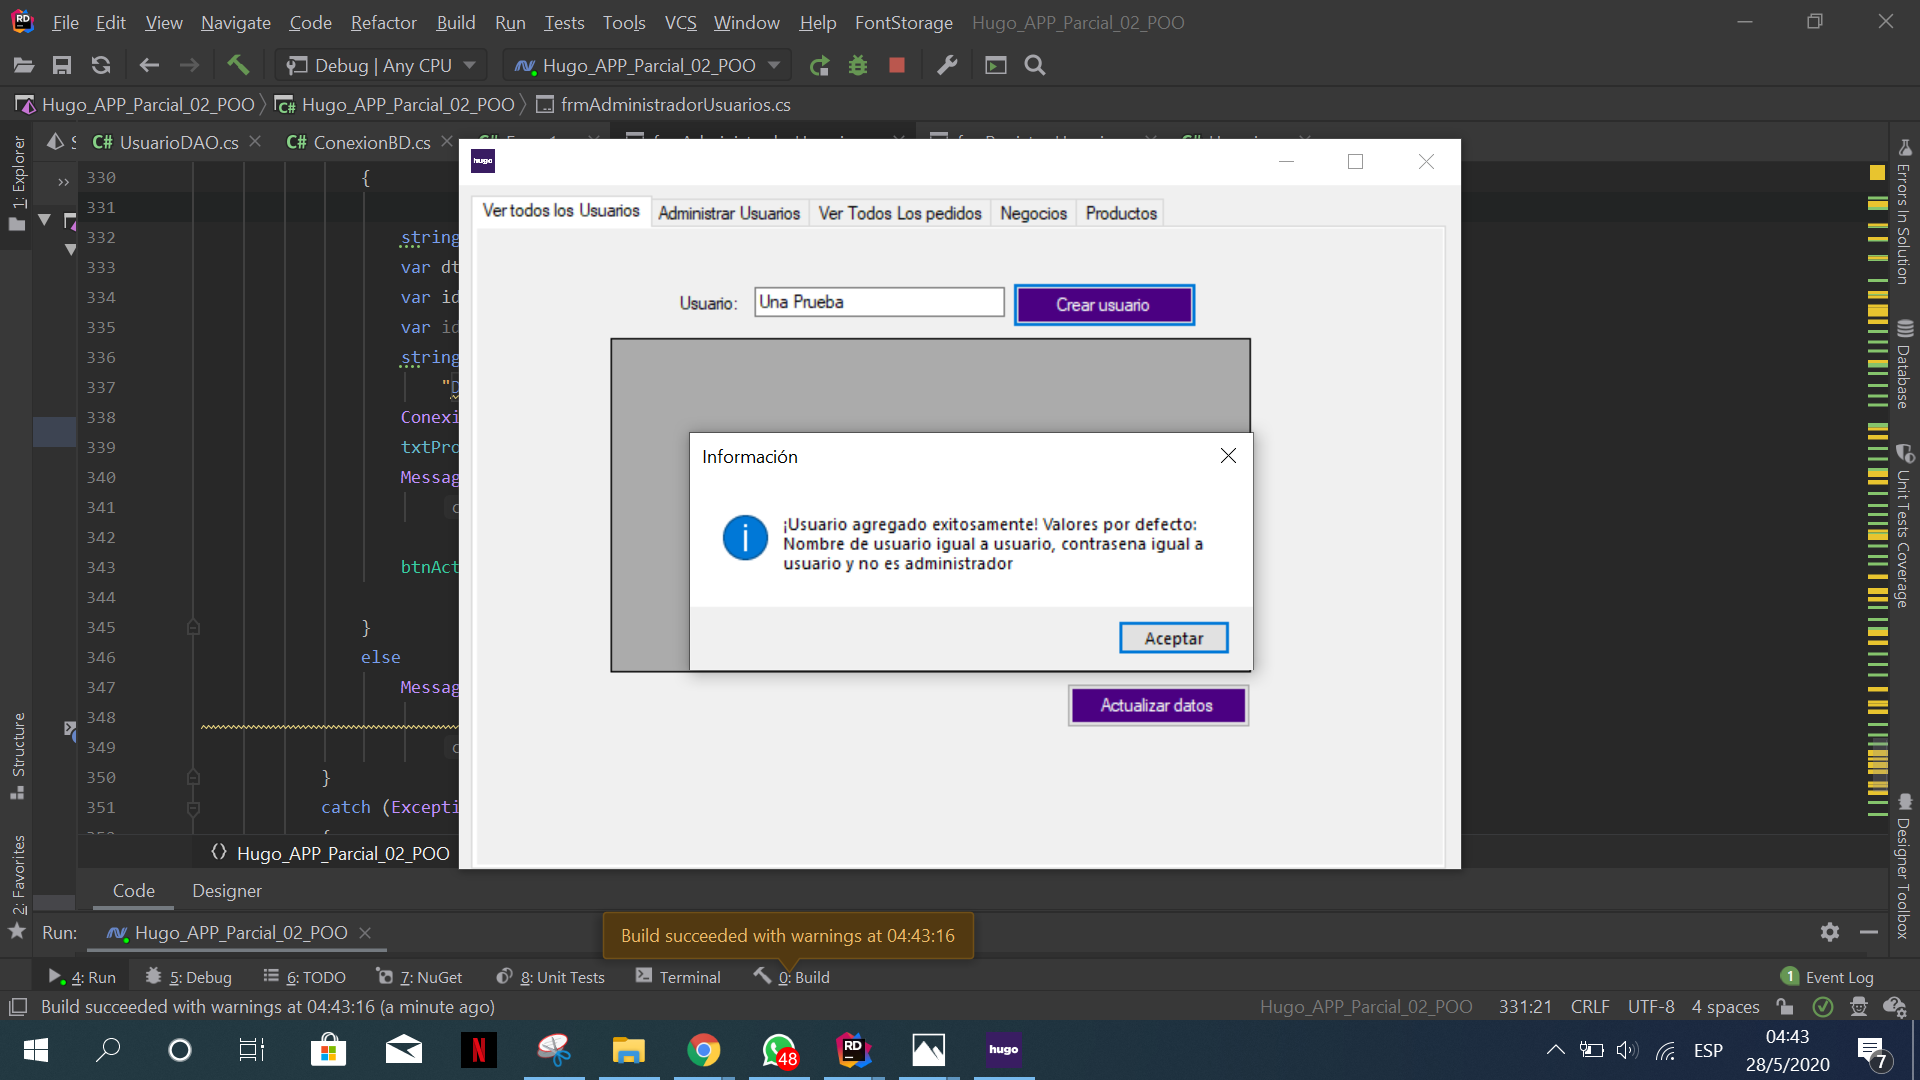 File Edit View Navigate Code Refactor Build Run Tests Tools VCS Window Help FontStorage Hugo_APP_Parcial_02_POO
Debug | Any CPU Hugo_APP_Parcial_02_POO
Hugo_APP_Parcial_02_POO Hugo_APP_Parcial_02_POO frmAdministradorUsuarios.cs
C# UsuarioDAO.cs C# ConexionBD.cs
1: Explorer
Structure
2: Favorites
330 {
331
332 string
333 var dt
334 var id
335 var id
336 string
337 "D
338 Conexi
339 txtPro
340 Messag
341 c
342
343 btnAct
344
345 }
346 else
347 Messag
348
349 c
350 }
351 catch (Excepti
hugo
Ver todos los Usuarios Administrar Usuarios Ver Todos Los pedidos Negocios Productos
Usuario: Una Prueba Crear usuario
Información
¡Usuario agregado exitosamente! Valores por defecto:
Nombre de usuario igual a usuario, contrasena igual a
usuario y no es administrador
Aceptar
Actualizar datos
Errors In Solution
Database
Unit Tests Coverage
Designer Toolbox
Hugo_APP_Parcial_02_POO
Code Designer
Run: Hugo_APP_Parcial_02_POO
Build succeeded with warnings at 04:43:16
4: Run 5: Debug 6: TODO 7: NuGet 8: Unit Tests Terminal 0: Build 1 Event Log
Build succeeded with warnings at 04:43:16 (a minute ago) Hugo_APP_Parcial_02_POO 331:21 CRLF UTF-8 4 spaces
N 48 RD hugo ESP 04:43
28/5/2020 7